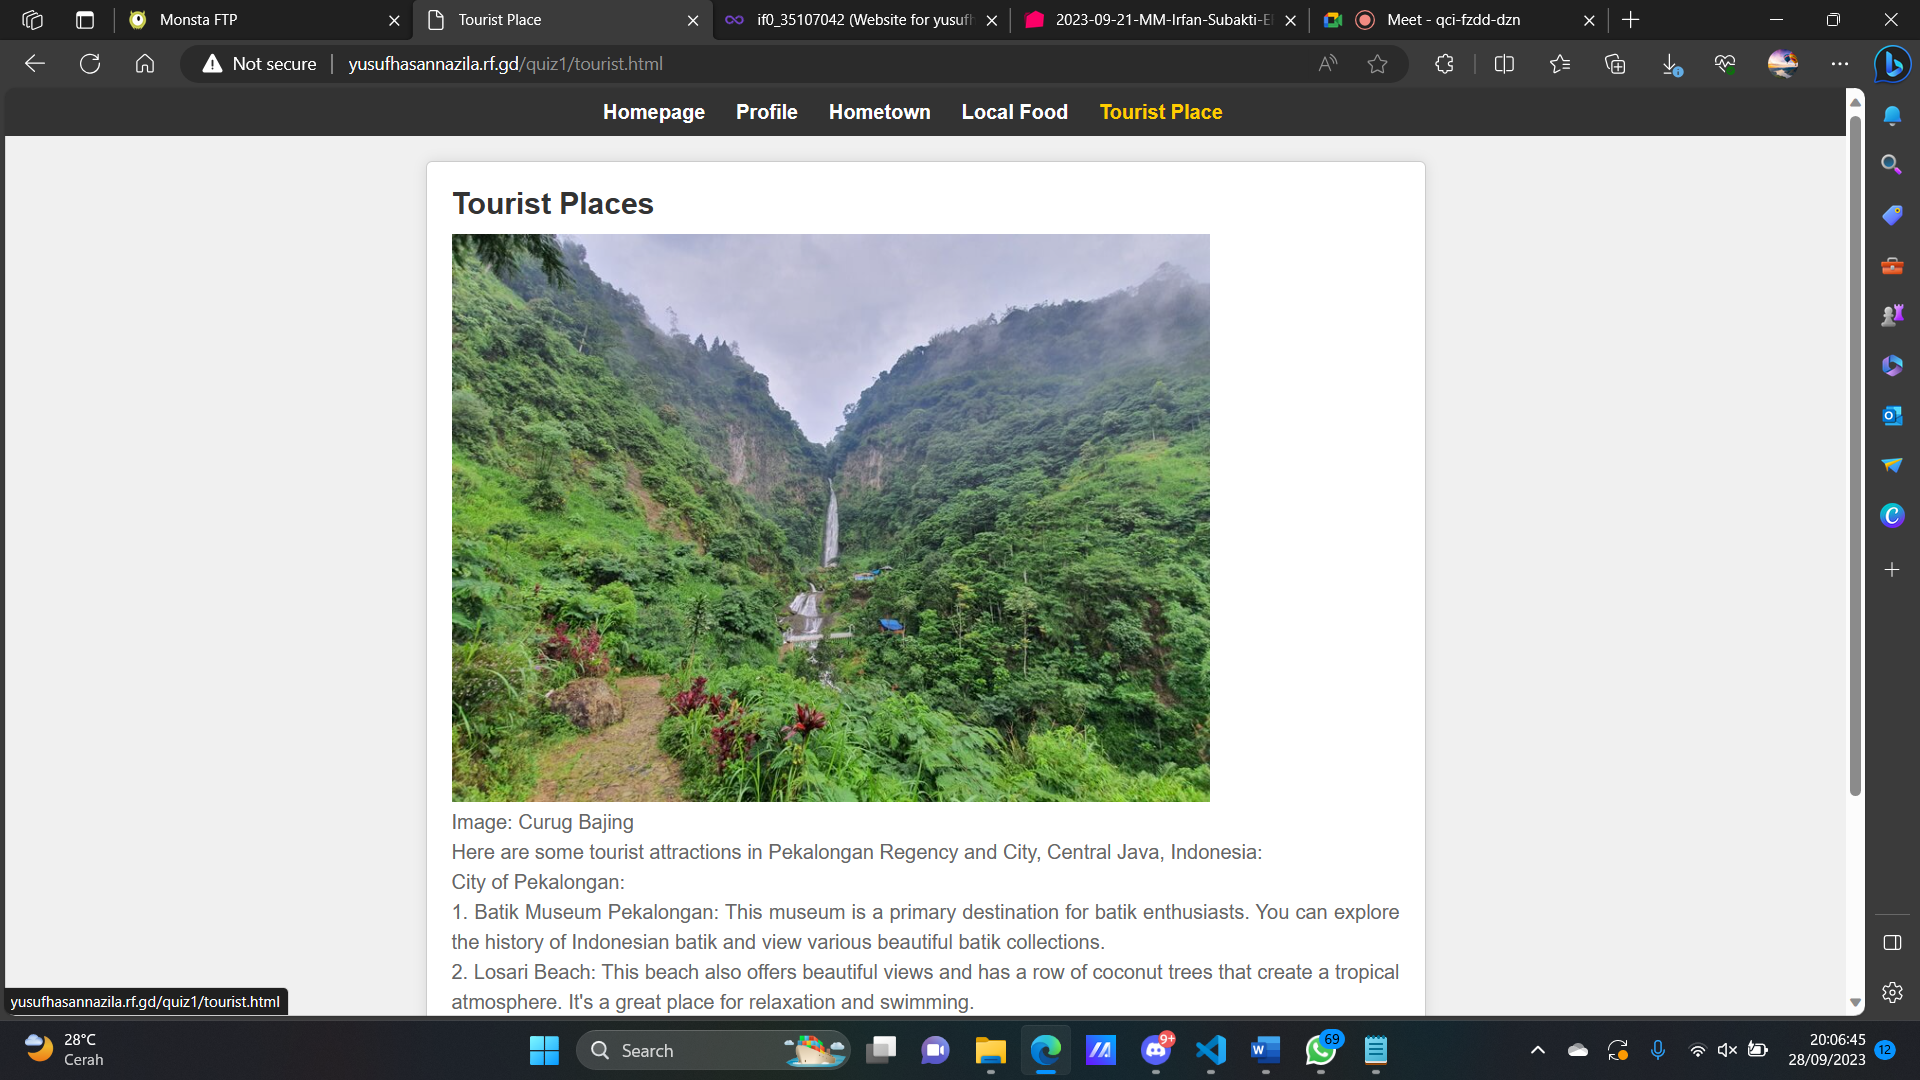 Monsta FTP
Tourist Place
if0_35107042 (Website for yusufh
2023-09-21-MM-Irfan-Subakti-E
Meet - qci-fzdd-dzn
Not secure
yusufhasannazila.rf.gd/quiz1/tourist.html
Homepage
Profile
Hometown
Local Food
Tourist Place
Tourist Places
Image: Curug Bajing
Here are some tourist attractions in Pekalongan Regency and City, Central Java, Indonesia:
City of Pekalongan:
1. Batik Museum Pekalongan: This museum is a primary destination for batik enthusiasts. You can explore
the history of Indonesian batik and view various beautiful batik collections.
2. Losari Beach: This beach also offers beautiful views and has a row of coconut trees that create a tropical
atmosphere. It's a great place for relaxation and swimming.
yusufhasannazila.rf.gd/quiz1/tourist.html
28°C
Cerah
Search
9+
69
20:06:45
28/09/2023
12